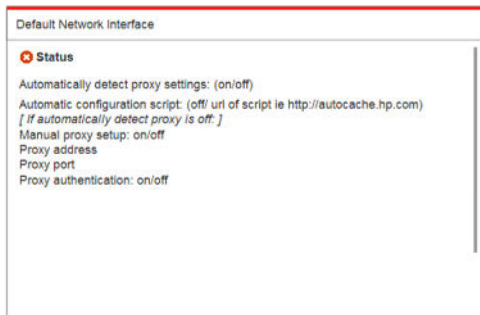 Default Network Interface
Status
Automatically detect proxy settings: (on/off)
Automatic configuration script: (off/ url of script ie http://autocache.hp.com)
[ If automatically detect proxy is off: ]
Manual proxy setup: on/off
Proxy address
Proxy port
Proxy authentication: on/off